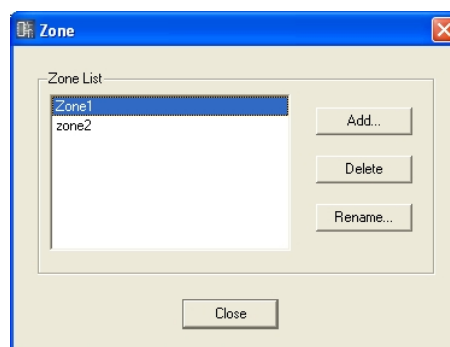 Zone
Zone List
Zone1
zone2
Add...
Delete
Rename...
Close